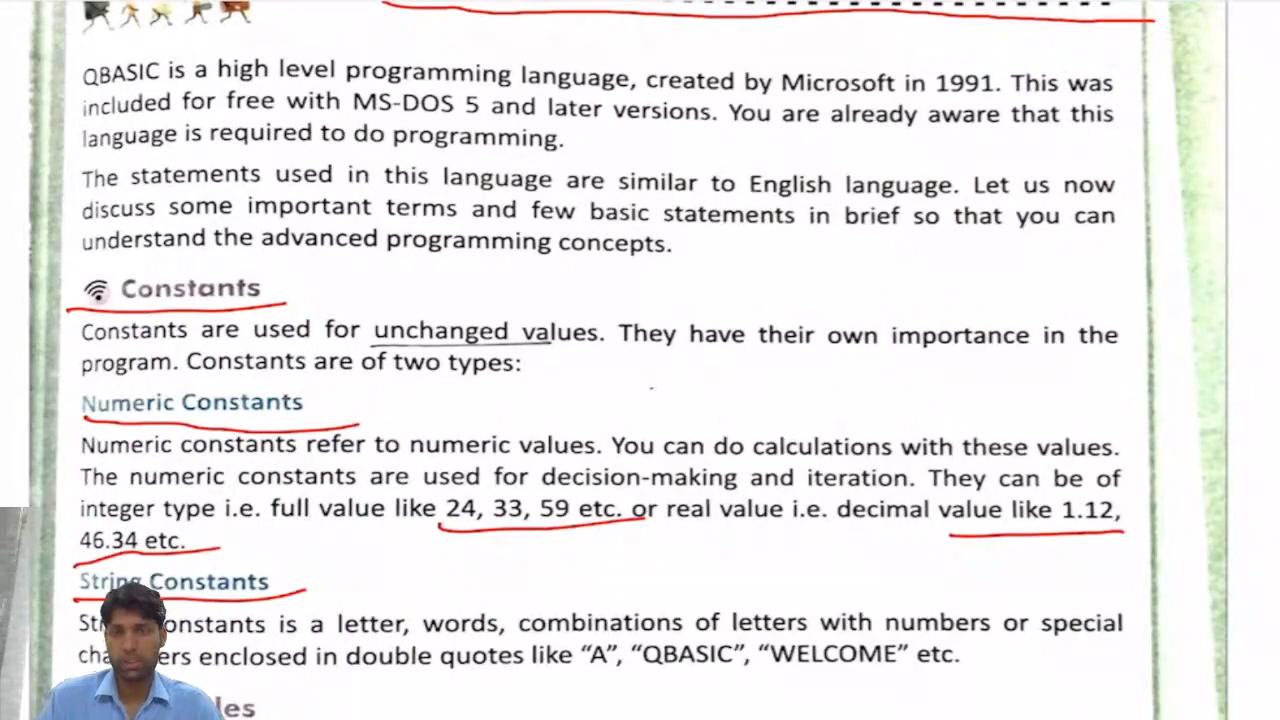 QBASIC is a high level programming language, created by Microsoft in 1991. This was
included for free with MS-DOS 5 and later versions. You are already aware that this
language is required to do programming.
The statements used in this language are similar to English language. Let us now
discuss some important terms and few basic statements in brief so that you can
understand the advanced programming concepts.
Constants
Constants are used for unchanged values. They have their own importance in the
program. Constants are of two types:
Numeric Constants
Numeric constants refer to numeric values. You can do calculations with these values.
The numeric constants are used for decision-making and iteration. They can be of
integer type i.e. full value like 24, 33, 59 etc. or real value i.e. decimal value like 1.12,
46.34 etc.
String Constants
is a letter, words, combinations of letters with numbers or special
enclosed in double quotes like “A”, “QBASIC”, “WELCOME” etc.